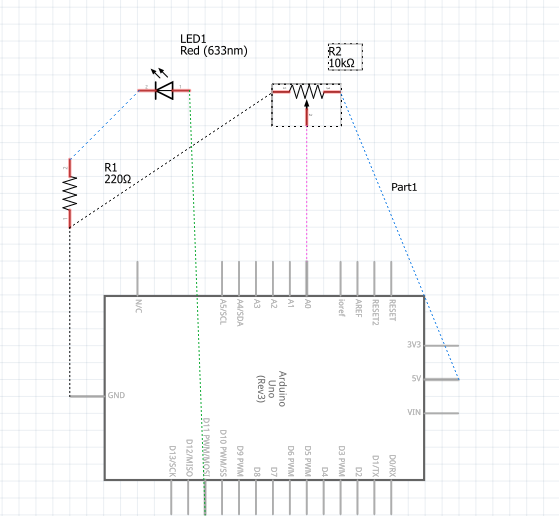 LED1
Red (633nm)
R2
10kΩ
R1
220Ω
Part1
N/C
A5/SCL
A4/SDA
A3
A2
A1
A0
ioref
AREF
RESET2
RESET
3V3
5V
VIN
GND
Arduino
Uno
(Rev3)
D13/SCK
D12/MISO
D11 PWM/MOSI
D10 PWM/SS
D9 PWM
D8
D7
D6 PWM
D5 PWM
D4
D3 PWM
D2
D1/TX
D0/RX